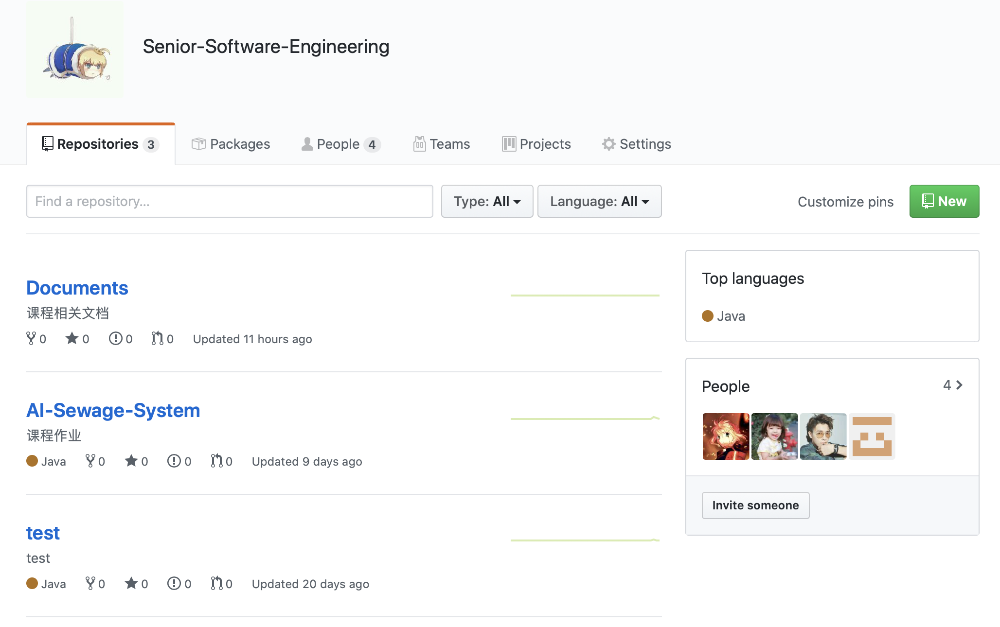 Senior-Software-Engineering
Repositories 3 Packages People 4 Teams Projects Settings
Find a repository... Type: All Language: All Customize pins New
Documents
课程相关文档
0 0 0 0 Updated 11 hours ago
AI-Sewage-System
课程作业
Java 0 0 0 0 Updated 9 days ago
test
test
Java 0 0 0 0 Updated 20 days ago
Top languages
Java
People 4
Invite someone